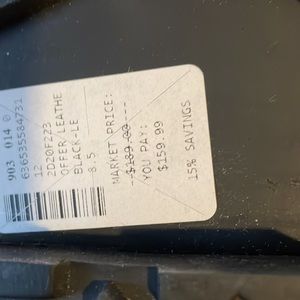 903 014 0
636535584731
12
2D20F223
OFFER/LEATHE
BLACK-LE
8.5
MARKET PRICE:
$189.00
YOU PAY:
$159.99
15% SAVINGS